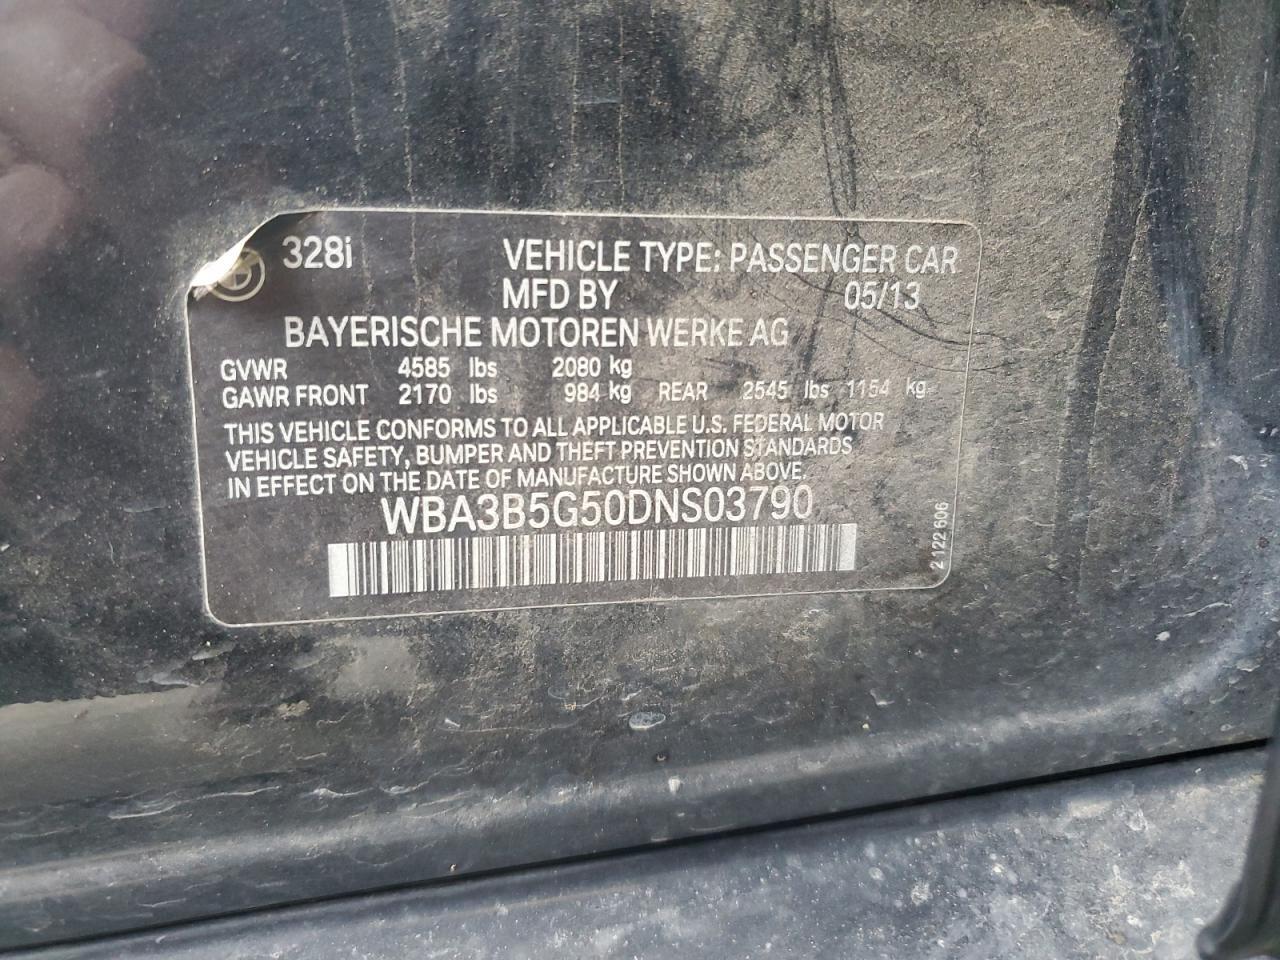 328i VEHICLE TYPE: PASSENGER CAR
MFD BY 05/13
BAYERISCHE MOTOREN WERKE AG
GVWR 4585 lbs 2080 kg
GAWR FRONT 2170 lbs 984 kg REAR 2545 lbs 1154 kg
THIS VEHICLE CONFORMS TO ALL APPLICABLE U.S. FEDERAL MOTOR
VEHICLE SAFETY, BUMPER AND THEFT PREVENTION STANDARDS
IN EFFECT ON THE DATE OF MANUFACTURE SHOWN ABOVE.
WBA3B5G50DNS03790
2 122 606